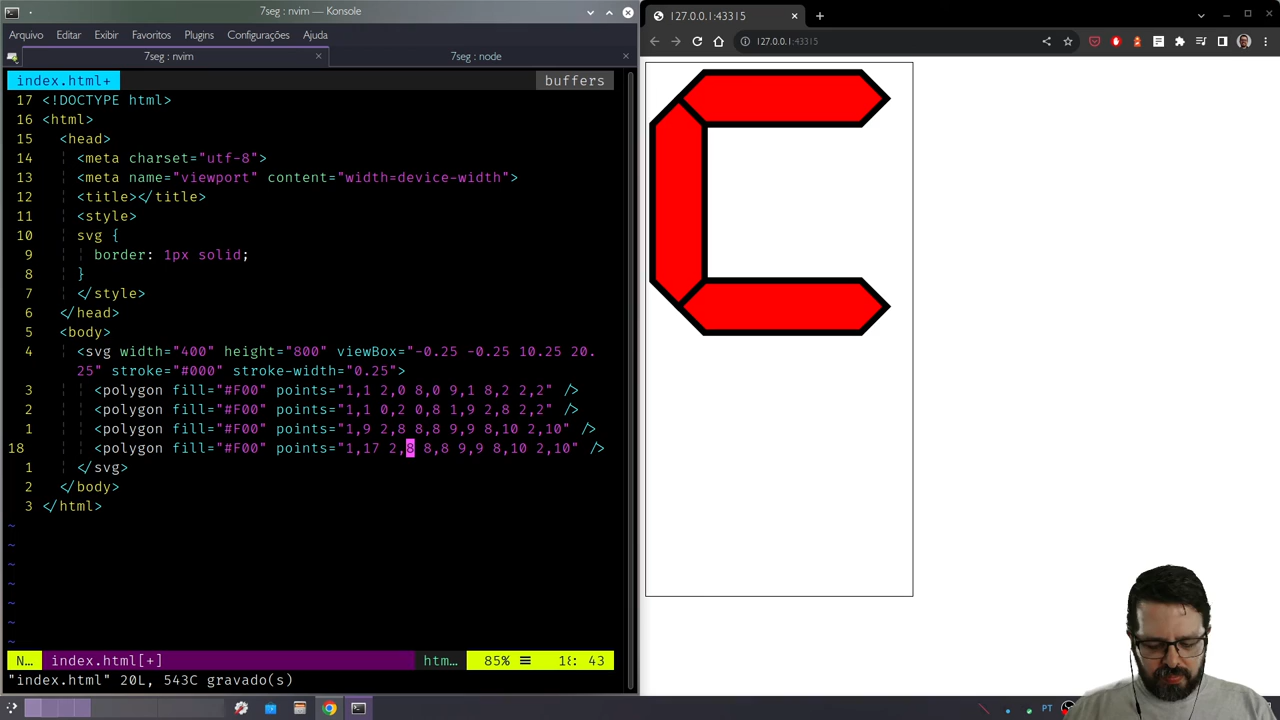 7seg : nvim — Konsole
Arquivo Editar Exibir Favoritos Plugins Configurações Ajuda
7seg : nvim
7seg : node
index.html+ buffers
17 <!DOCTYPE html>
16 <html>
15 <head>
14 <meta charset="utf-8">
13 <meta name="viewport" content="width=device-width">
12 <title></title>
11 <style>
10 svg {
9 border: 1px solid;
8 }
7 </style>
6 </head>
5 <body>
4 <svg width="400" height="800" viewBox="-0.25 -0.25 10.25 20.
25" stroke="#000" stroke-width="0.25">
3 <polygon fill="#F00" points="1,1 2,0 8,0 9,1 8,2 2,2" />
2 <polygon fill="#F00" points="1,1 0,2 0,8 1,9 2,8 2,2" />
1 <polygon fill="#F00" points="1,9 2,8 8,8 9,9 8,10 2,10" />
18 <polygon fill="#F00" points="1,17 2,8 8,8 9,9 8,10 2,10" />
1 </svg>
2 </body>
3 </html>
~
~
~
~
~
~
~
N… index.html[+] htm… 85% 18: 43
"index.html" 20L, 543C gravado(s)
127.0.0.1:43315
127.0.0.1:43315
PT